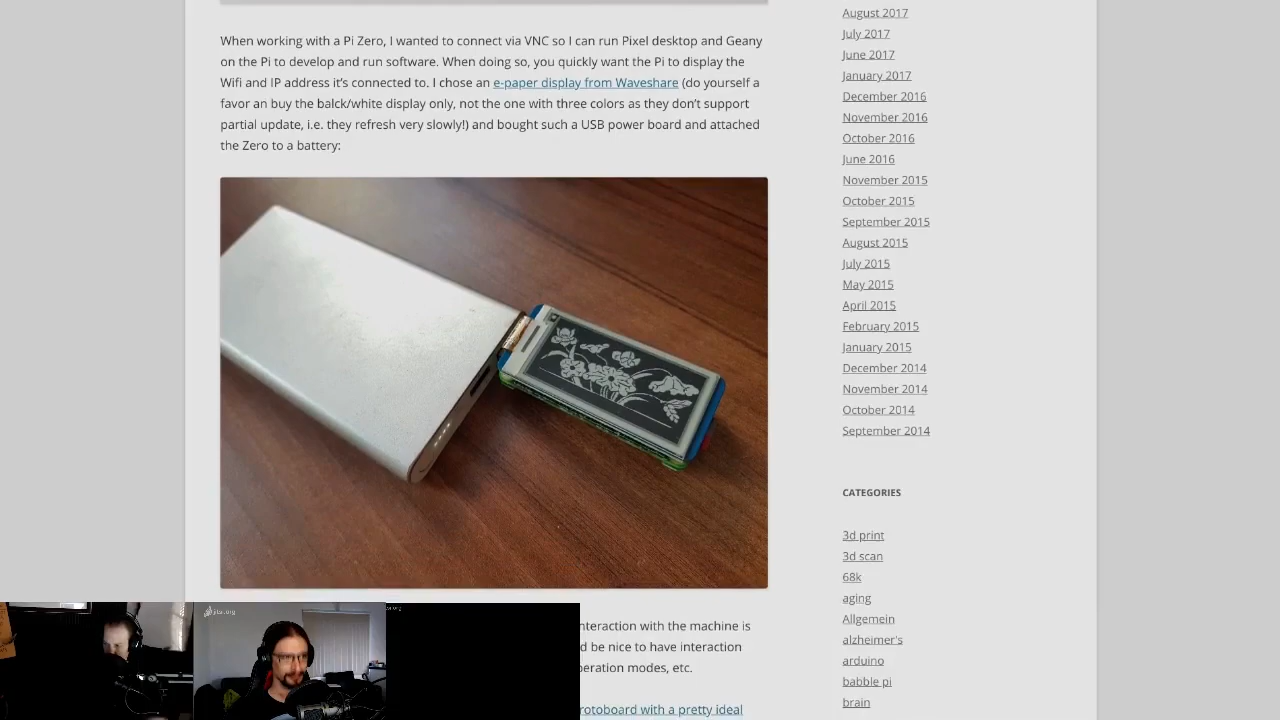 When working with a Pi Zero, I wanted to connect via VNC so I can run Pixel desktop and Geany
on the Pi to develop and run software. When doing so, you quickly want the Pi to display the
Wifi and IP address it's connected to. I chose an e-paper display from Waveshare (do yourself a
favor an buy the balck/white display only, not the one with three colors as they don't support
partial update, i.e. they refresh very slowly!) and bought such a USB power board and attached
the Zero to a battery:
nteraction with the machine is
d be nice to have interaction
peration modes, etc.
rotoboard with a pretty ideal
August 2017
July 2017
June 2017
January 2017
December 2016
November 2016
October 2016
June 2016
November 2015
October 2015
September 2015
August 2015
July 2015
May 2015
April 2015
February 2015
January 2015
December 2014
November 2014
October 2014
September 2014
CATEGORIES
3d print
3d scan
68k
aging
Allgemein
alzheimer's
arduino
babble pi
brain